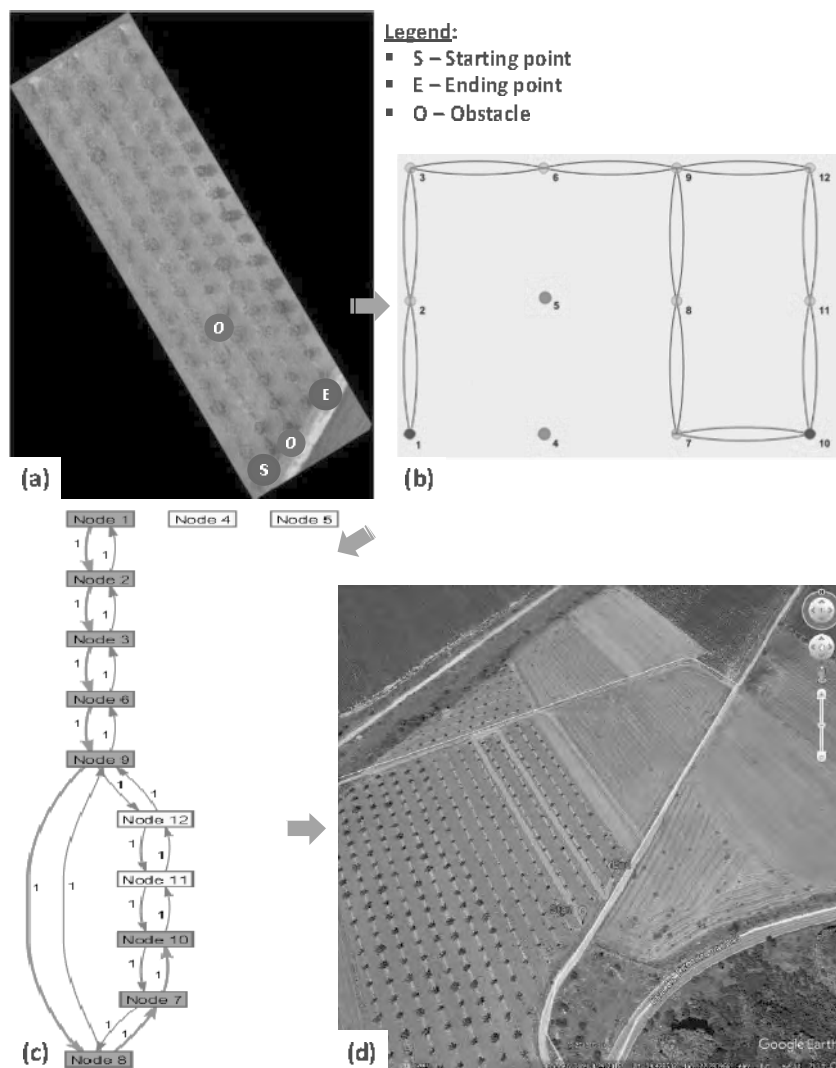 Legend:
▪ S – Starting point
▪ E – Ending point
▪ O – Obstacle
O
E
O
S
(a)
3 6 9 12
2 5 8 11
1 4 7 10
(b)
Node 1 Node 4 Node 5
1 1
Node 2
1 1
Node 3
1 1
Node 6
1 1
Node 9
1 1
Node 12
1 1
Node 11
1 1
1 1
Node 10
1 1
Node 7
1 1
Node 8
(c)
(d)
Google Earth